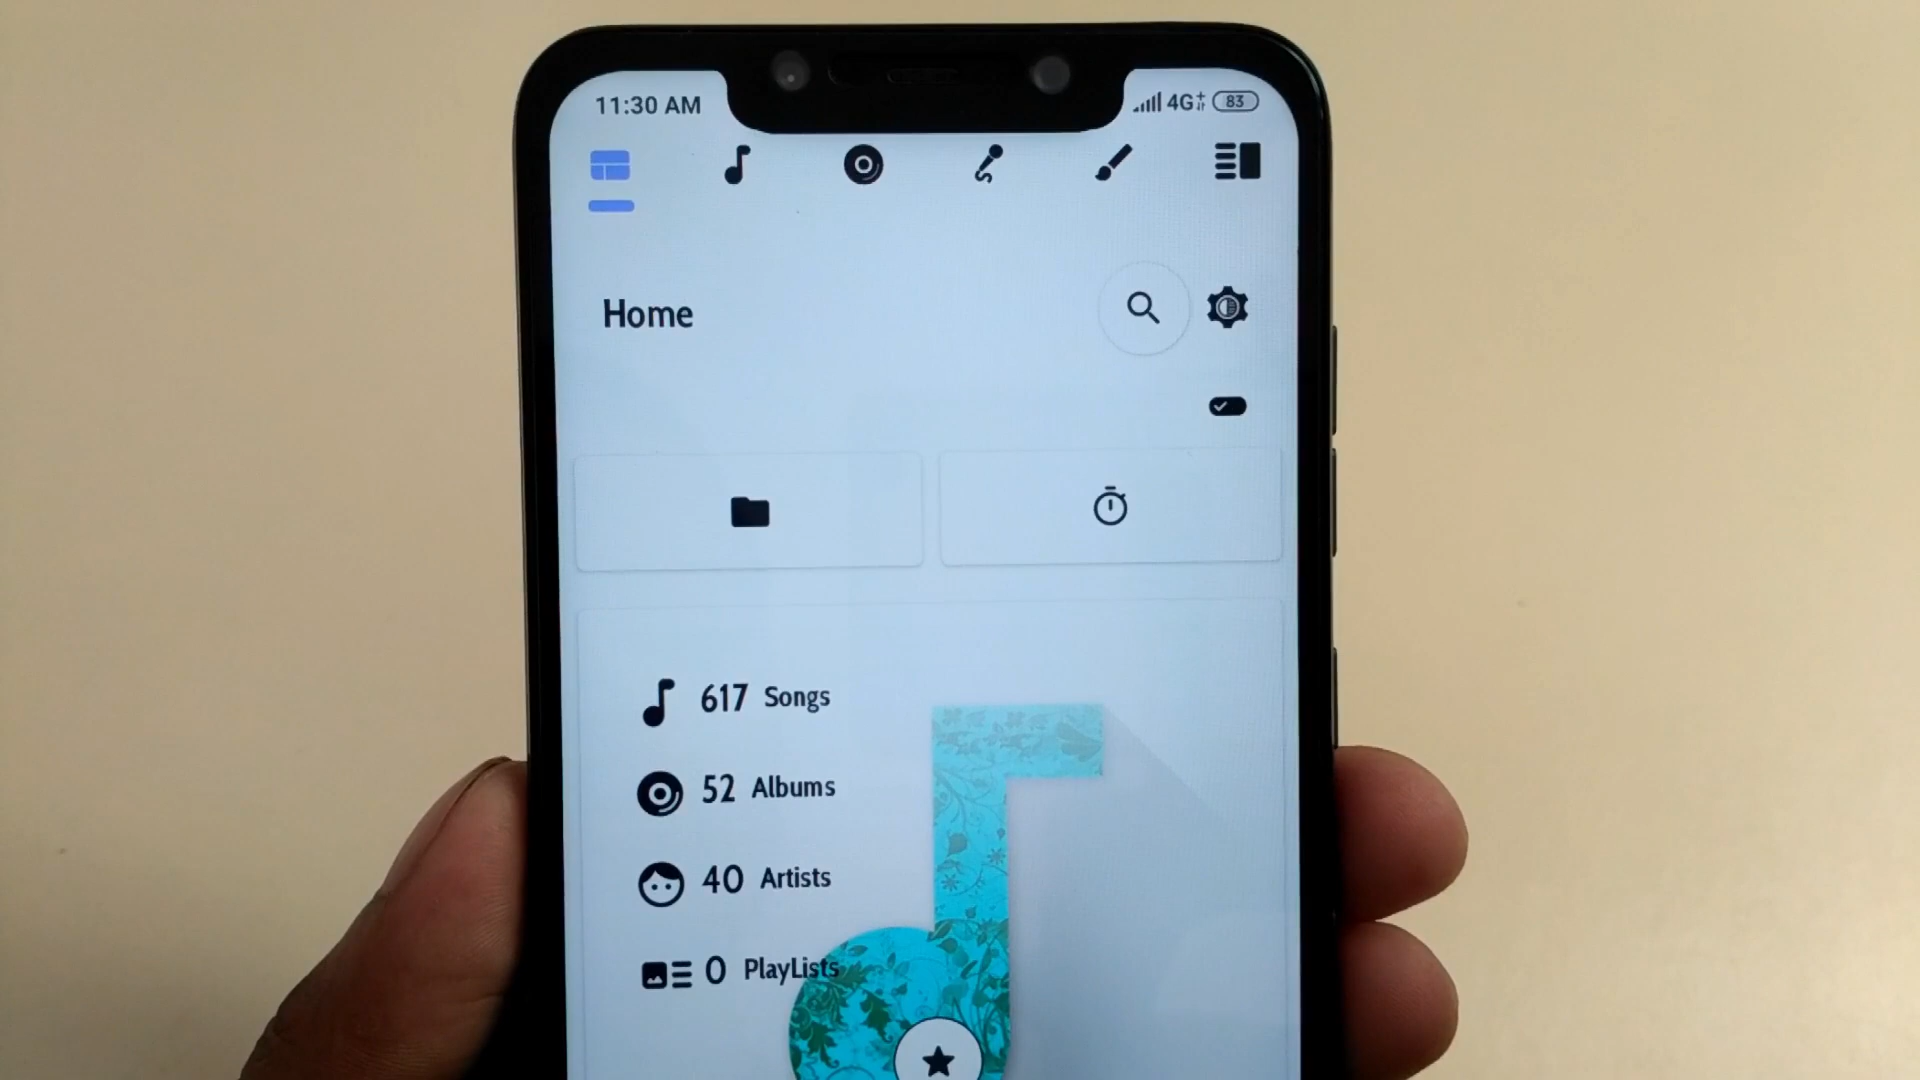 11:30 AM 4G+ 83
Home
617 Songs
52 Albums
40 Artists
0 PlayLists